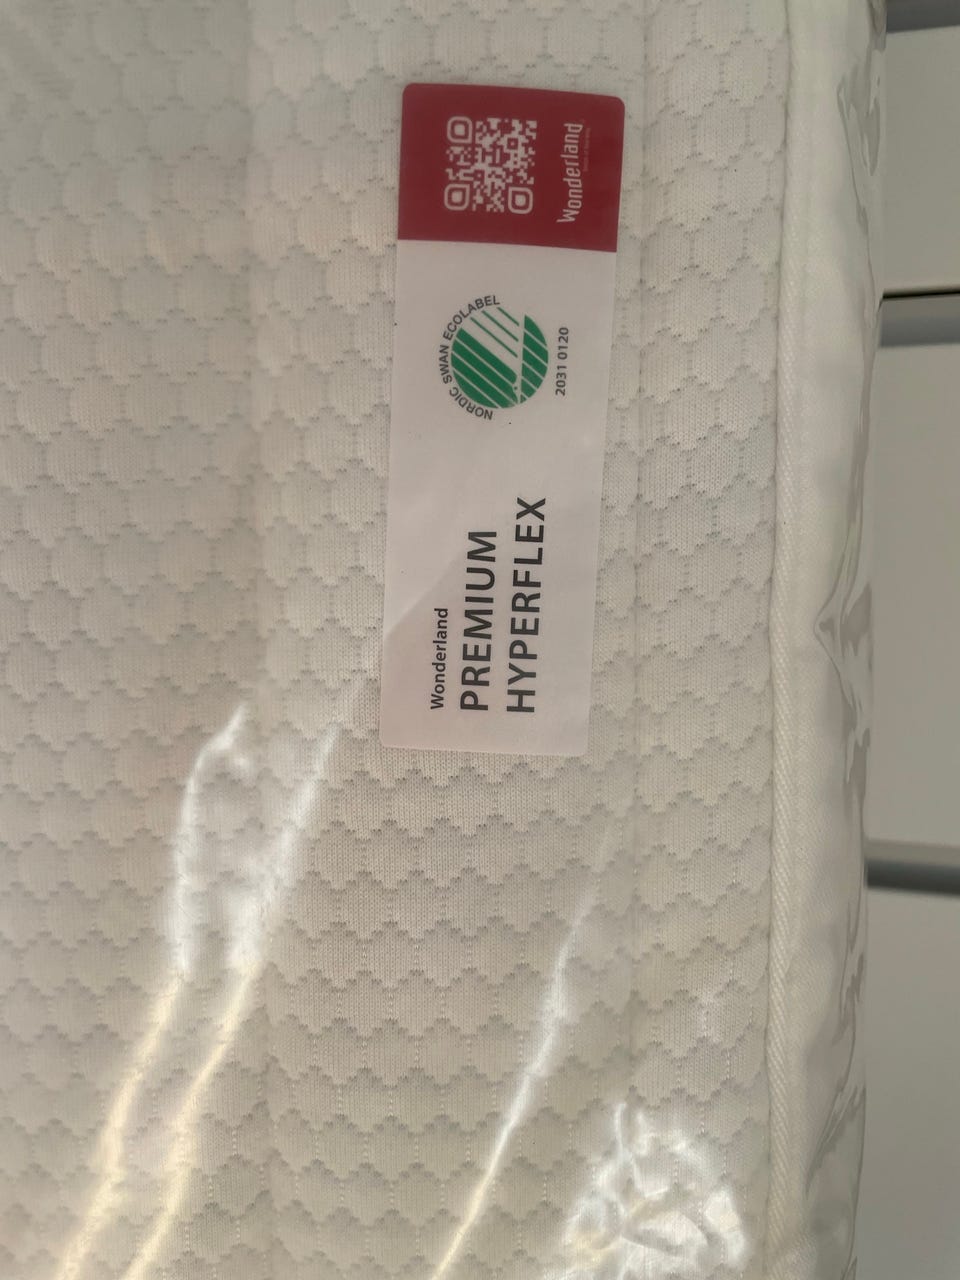 Wonderland
PREMIUM
HYPERFLEX
NORDIC SWAN ECOLABEL
2031 0120
Wonderland